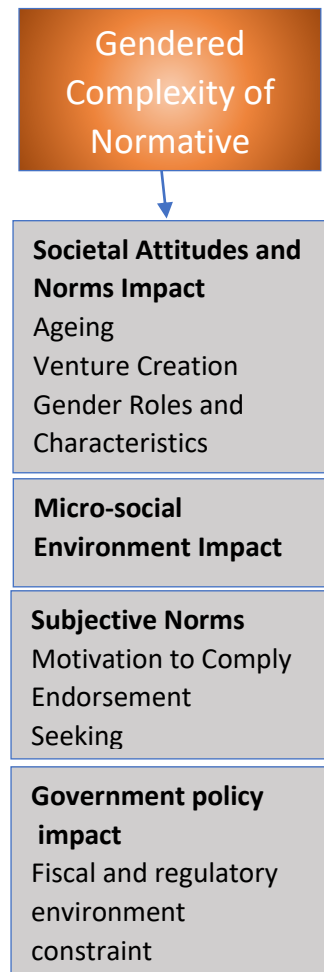 Gendered
Complexity of
Normative
Societal Attitudes and
Norms Impact
Ageing
Venture Creation
Gender Roles and
Characteristics
Micro-social
Environment Impact
Subjective Norms
Motivation to Comply
Endorsement
Seeking
Government policy
impact
Fiscal and regulatory
environment
constraint